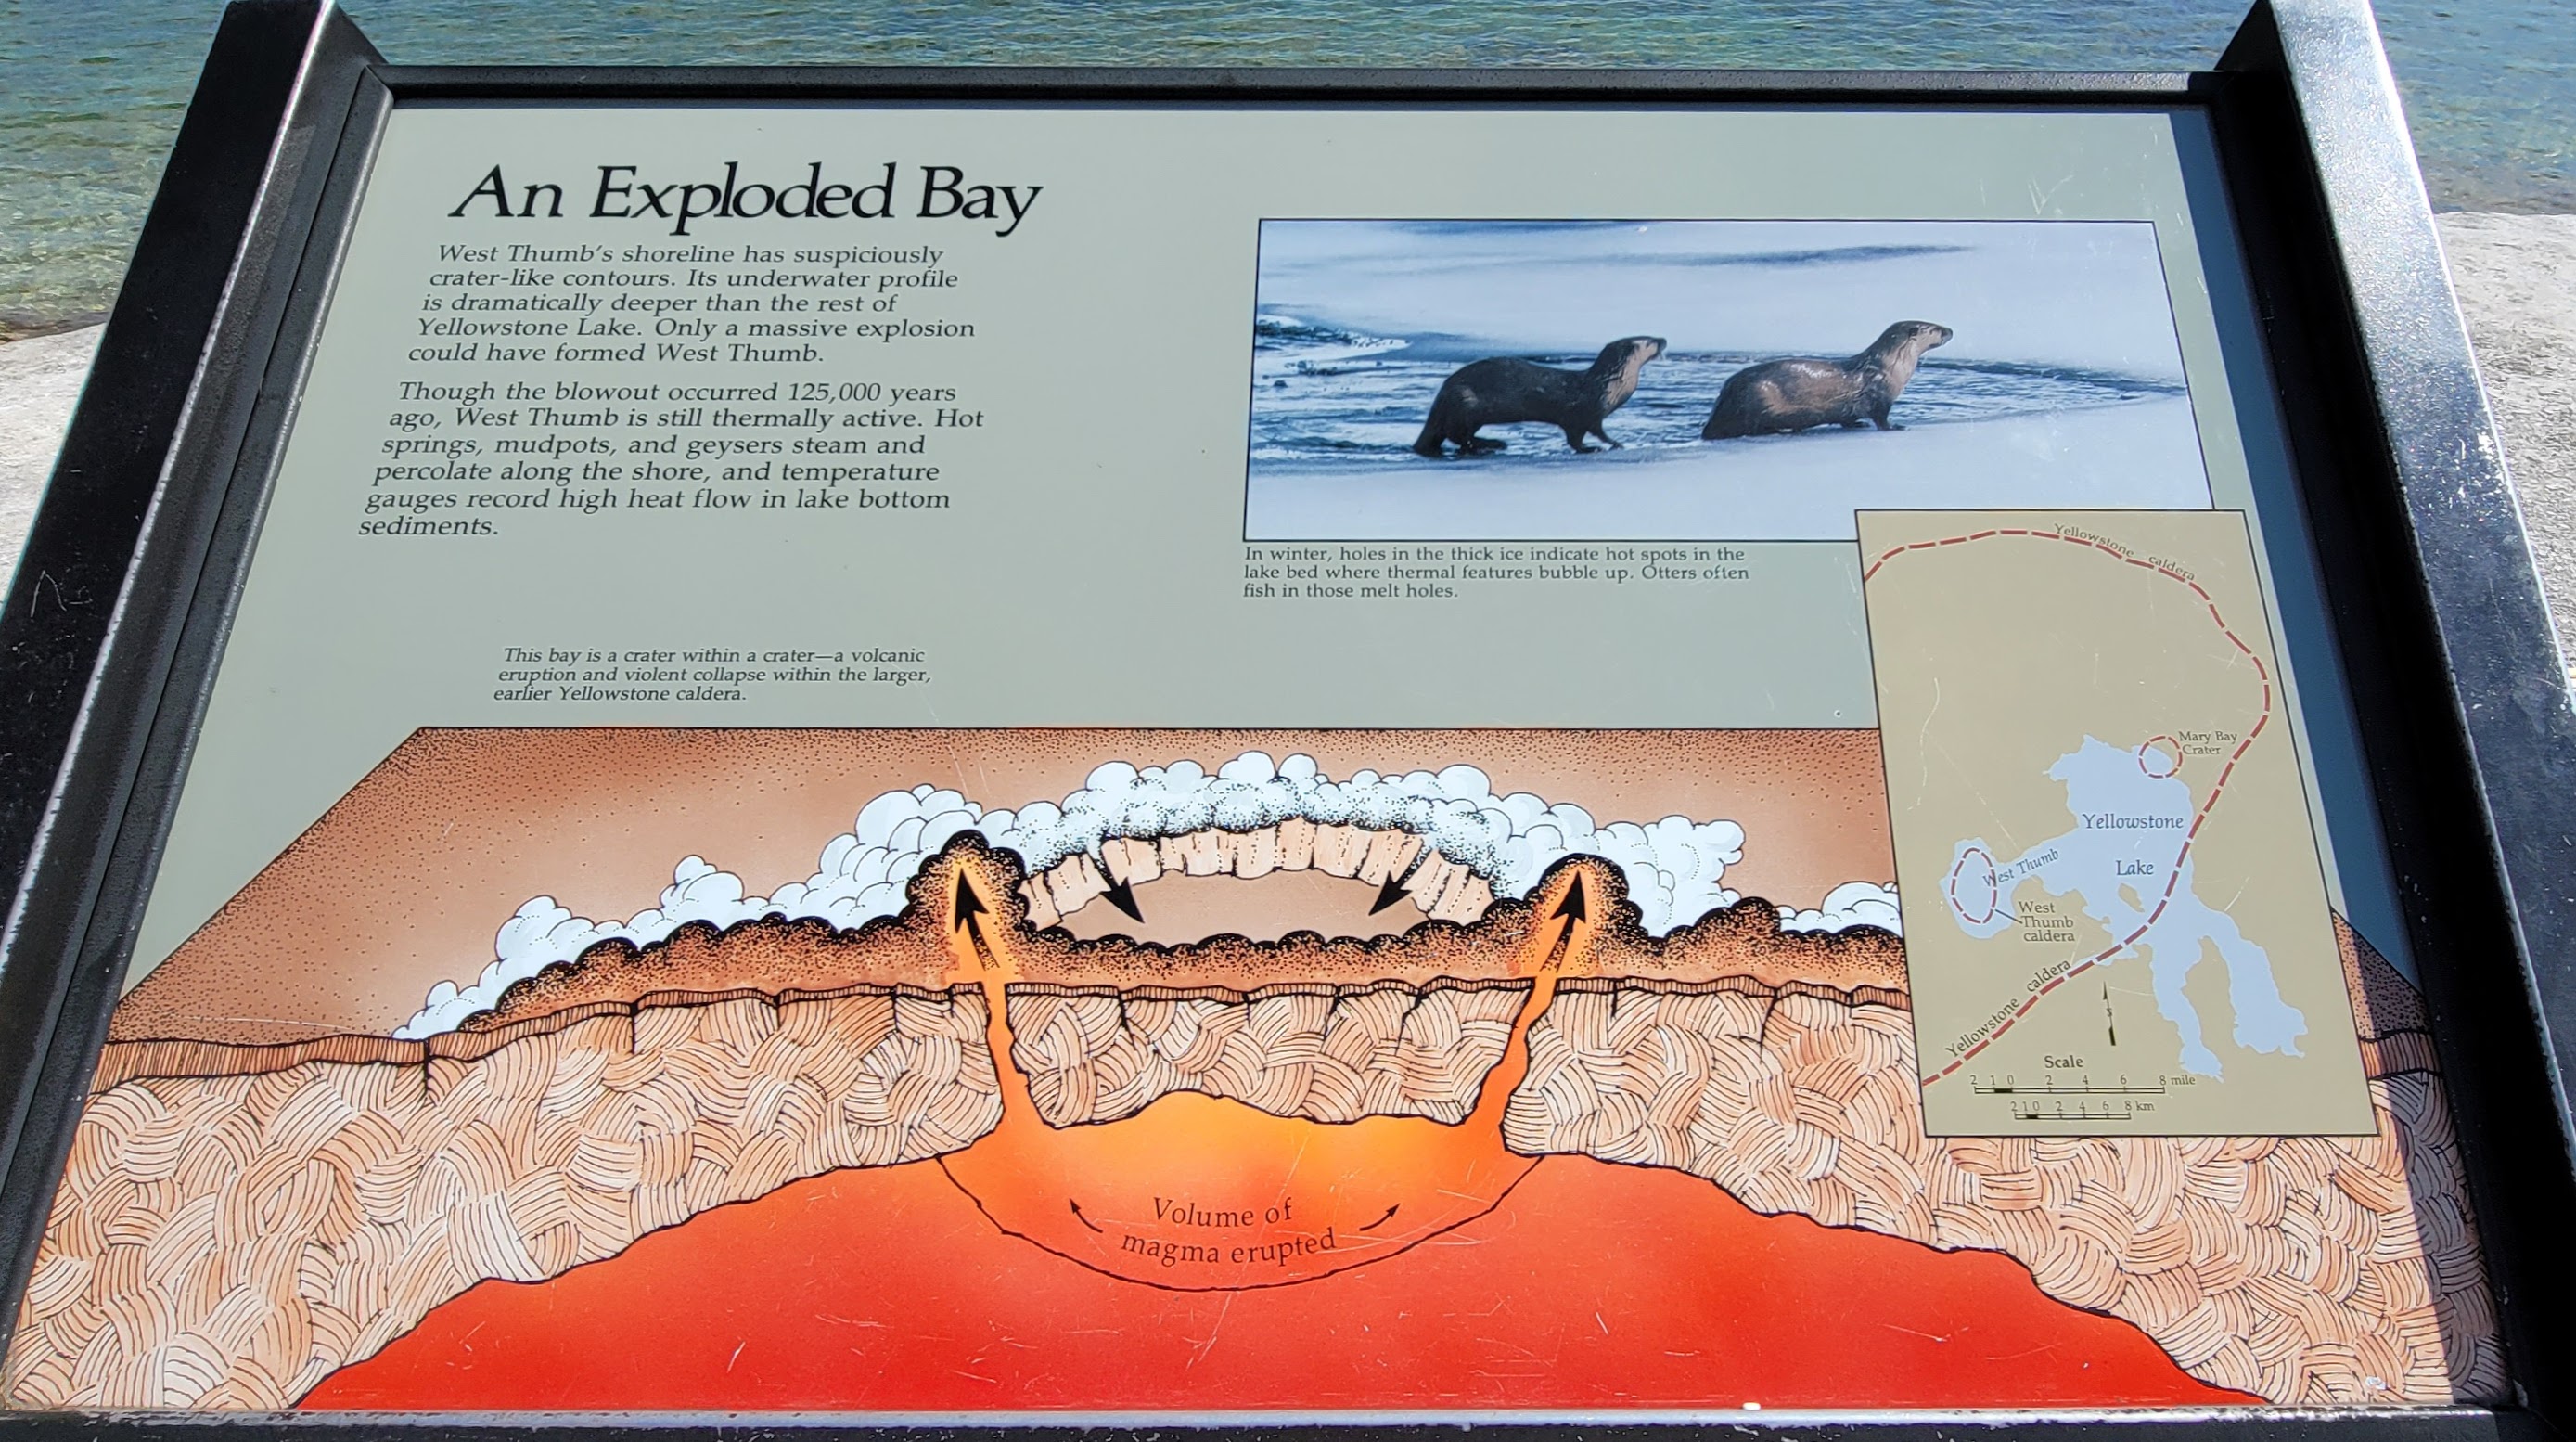 An Exploded Bay
West Thumb's shoreline has suspiciously
crater-like contours. Its underwater profile
is dramatically deeper than the rest of
Yellowstone Lake. Only a massive explosion
could have formed West Thumb.
Though the blowout occurred 125,000 years
ago, West Thumb is still thermally active. Hot
springs, mudpots, and geysers steam and
percolate along the shore, and temperature
gauges record high heat flow in lake bottom
sediments.
In winter, holes in the thick ice indicate hot spots in the
lake bed where thermal features bubble up. Otters often
fish in those melt holes.
This bay is a crater within a crater—a volcanic
eruption and violent collapse within the larger,
earlier Yellowstone caldera.
Volume of
magma erupted
Yellowstone caldera
Mary Bay
Crater
Yellowstone
Lake
West Thumb
West
Thumb
caldera
Yellowstone caldera
Scale
2 1 0 2 4 6 8 mile
2 1 0 2 4 6 8 km